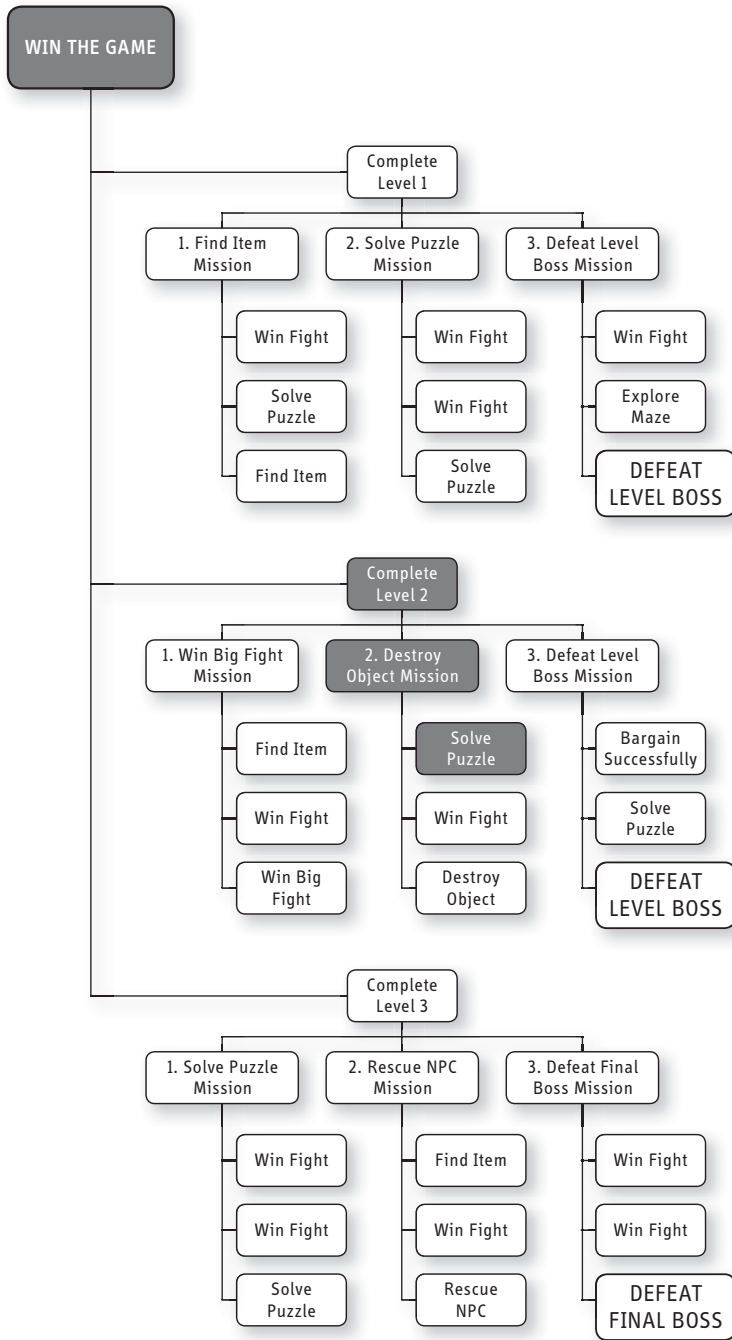 WIN THE GAME
Complete
Level 1
1. Find Item
Mission
Win Fight
Solve
Puzzle
Find Item
2. Solve Puzzle
Mission
Win Fight
Win Fight
Solve
Puzzle
3. Defeat Level
Boss Mission
Win Fight
Explore
Maze
DEFEAT
LEVEL BOSS
Complete
Level 2
1. Win Big Fight
Mission
Find Item
Win Fight
Win Big
Fight
2. Destroy
Object Mission
Solve
Puzzle
Win Fight
Destroy
Object
3. Defeat Level
Boss Mission
Bargain
Successfully
Solve
Puzzle
DEFEAT
LEVEL BOSS
Complete
Level 3
1. Solve Puzzle
Mission
Win Fight
Win Fight
Solve
Puzzle
2. Rescue NPC
Mission
Find Item
Win Fight
Rescue
NPC
3. Defeat Final
Boss Mission
Win Fight
Win Fight
DEFEAT
FINAL BOSS